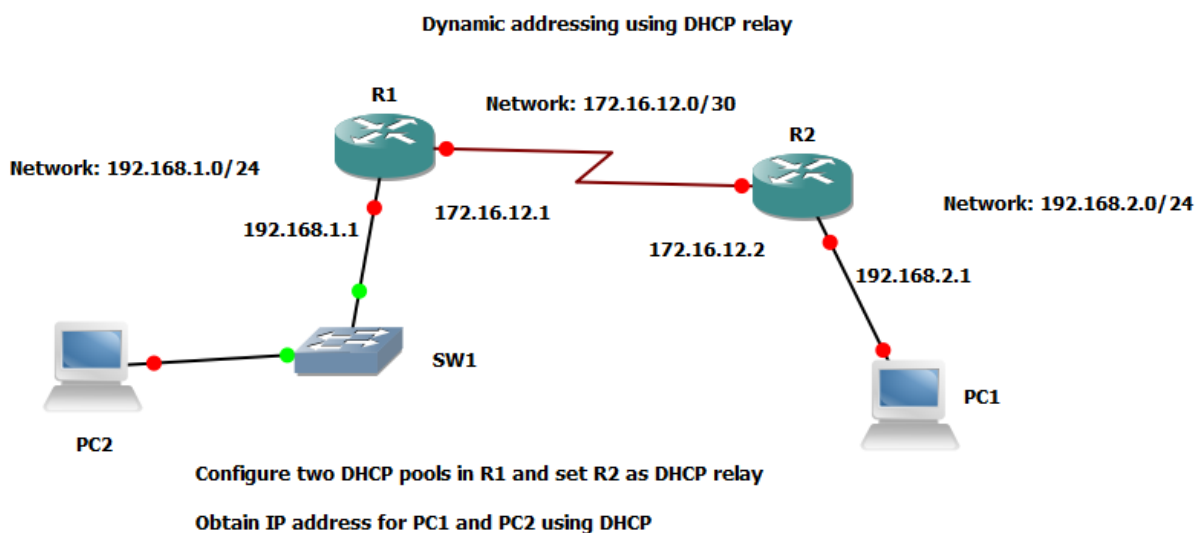 Dynamic addressing using DHCP relay
R1
Network: 172.16.12.0/30
R2
Network: 192.168.1.0/24
Network: 192.168.2.0/24
172.16.12.1
192.168.1.1
172.16.12.2
192.168.2.1
SW1
PC1
PC2
Configure two DHCP pools in R1 and set R2 as DHCP relay
Obtain IP address for PC1 and PC2 using DHCP